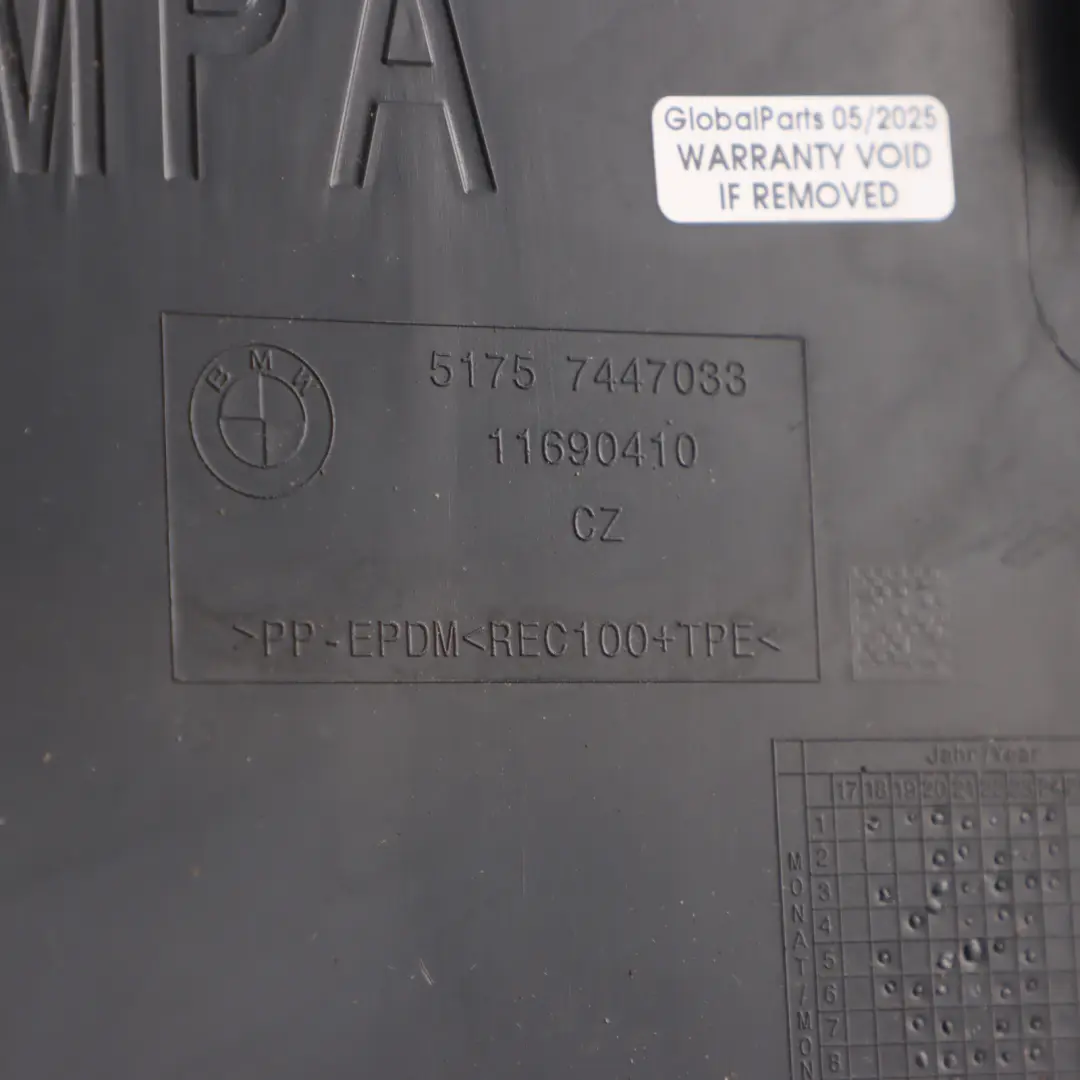 MPA
GlobalParts 05/2025
WARRANTY VOID
IF REMOVED
BMW
5175 7447033
11690410
CZ
>PP-EPDM<REC100+TPE<
Jahr/Year
17 18 19 20 21 22 23 24
MONAT/MON
1
2
3
4
5
6
7
8